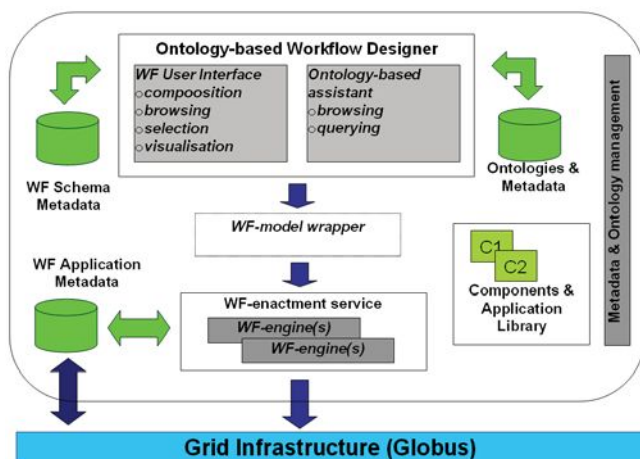 Ontology-based Workflow Designer
WF User Interface
○compoosition
○browsing
○selection
○visualisation
Ontology-based
assistant
○browsing
○querying
WF Schema
Metadata
Ontologies &
Metadata
Metadata & Ontology management
WF-model wrapper
C1
C2
Components &
Application
Library
WF Application
Metadata
WF-enactment service
WF-engine(s)
WF-engine(s)
Grid Infrastructure (Globus)